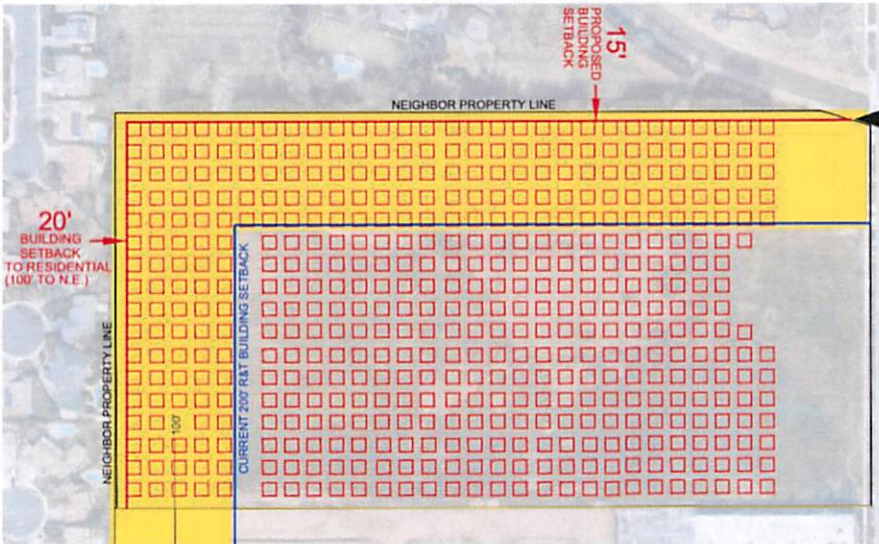 15'
PROPOSED
BUILDING
SETBACK
NEIGHBOR PROPERTY LINE
20'
BUILDING
SETBACK
TO RESIDENTIAL
(100' TO N.E.)
NEIGHBOR PROPERTY LINE
CURRENT 200' R&T BUILDING SETBACK
100'